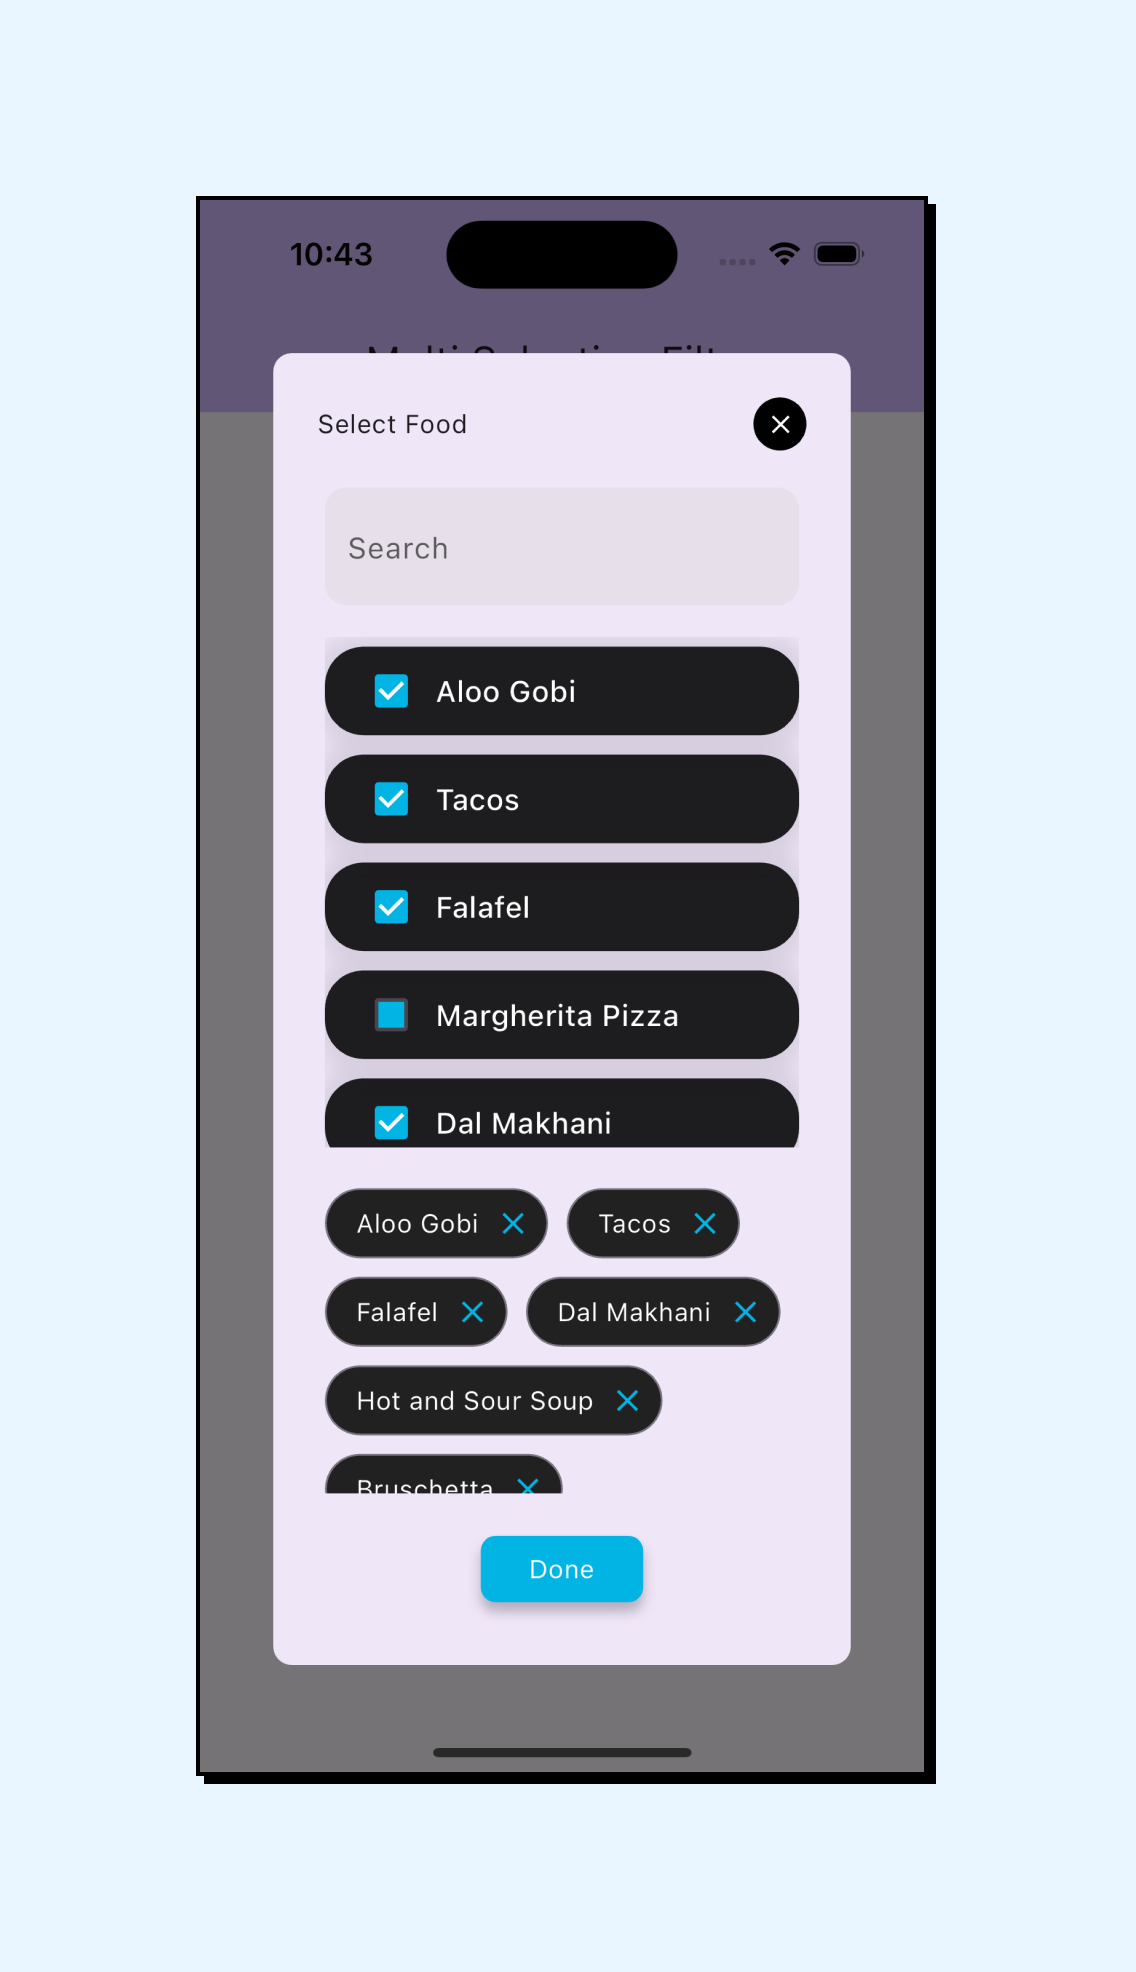 10:43
Select Food
Search
Aloo Gobi
Tacos
Falafel
Margherita Pizza
Dal Makhani
Aloo Gobi
Tacos
Falafel
Dal Makhani
Hot and Sour Soup
Bruschetta
Done